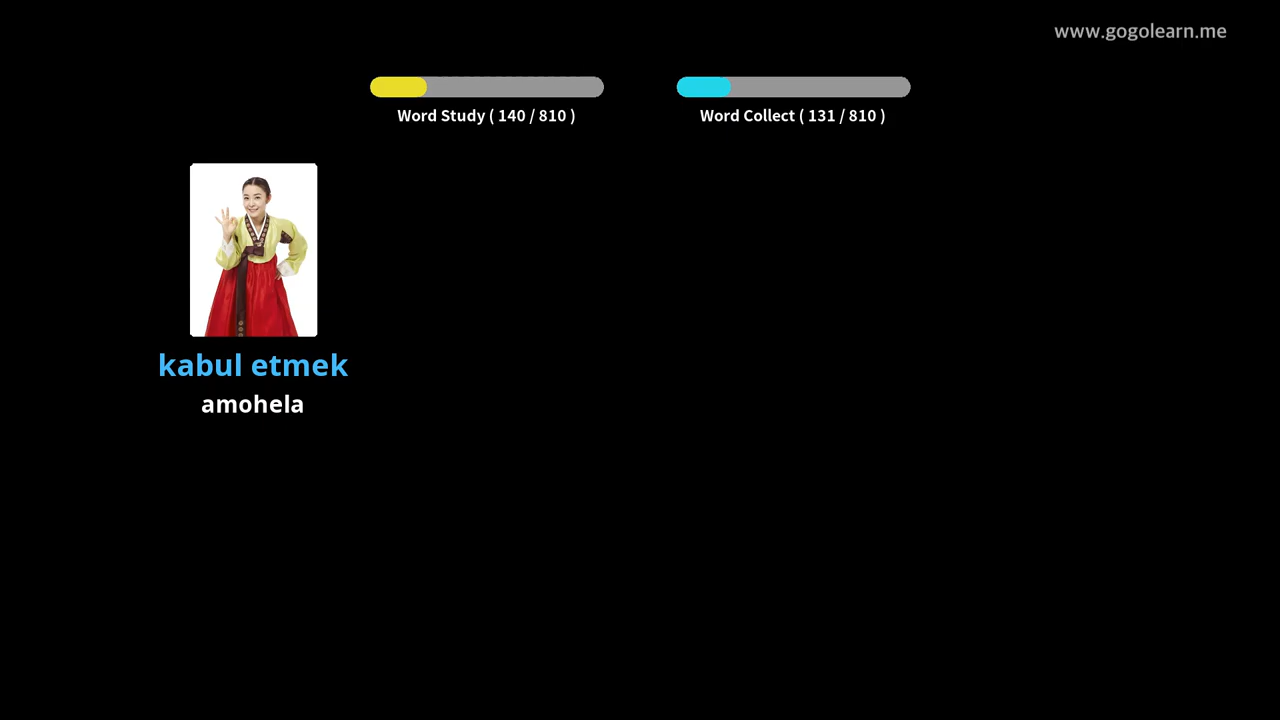 www.gogolearn.me
Word Study ( 140 / 810 )
Word Collect ( 131 / 810 )
kabul etmek
amohela